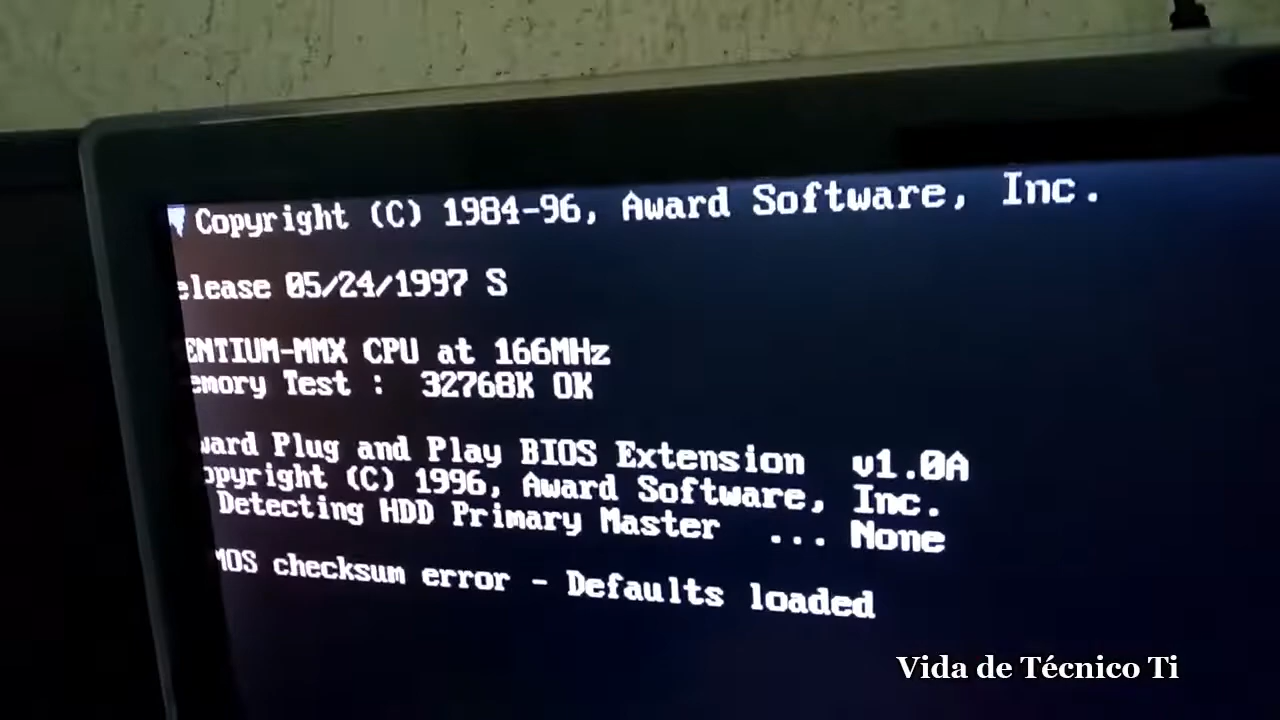 Copyright (C) 1984-96, Award Software, Inc.
elease 05/24/1997 S
ENTIUM-MMX CPU at 166MHz
emory Test : 32768K OK
ward Plug and Play BIOS Extension v1.0A
opyright (C) 1996, Award Software, Inc.
Detecting HDD Primary Master ... None
MOS checksum error - Defaults loaded
Vida de Técnico Ti